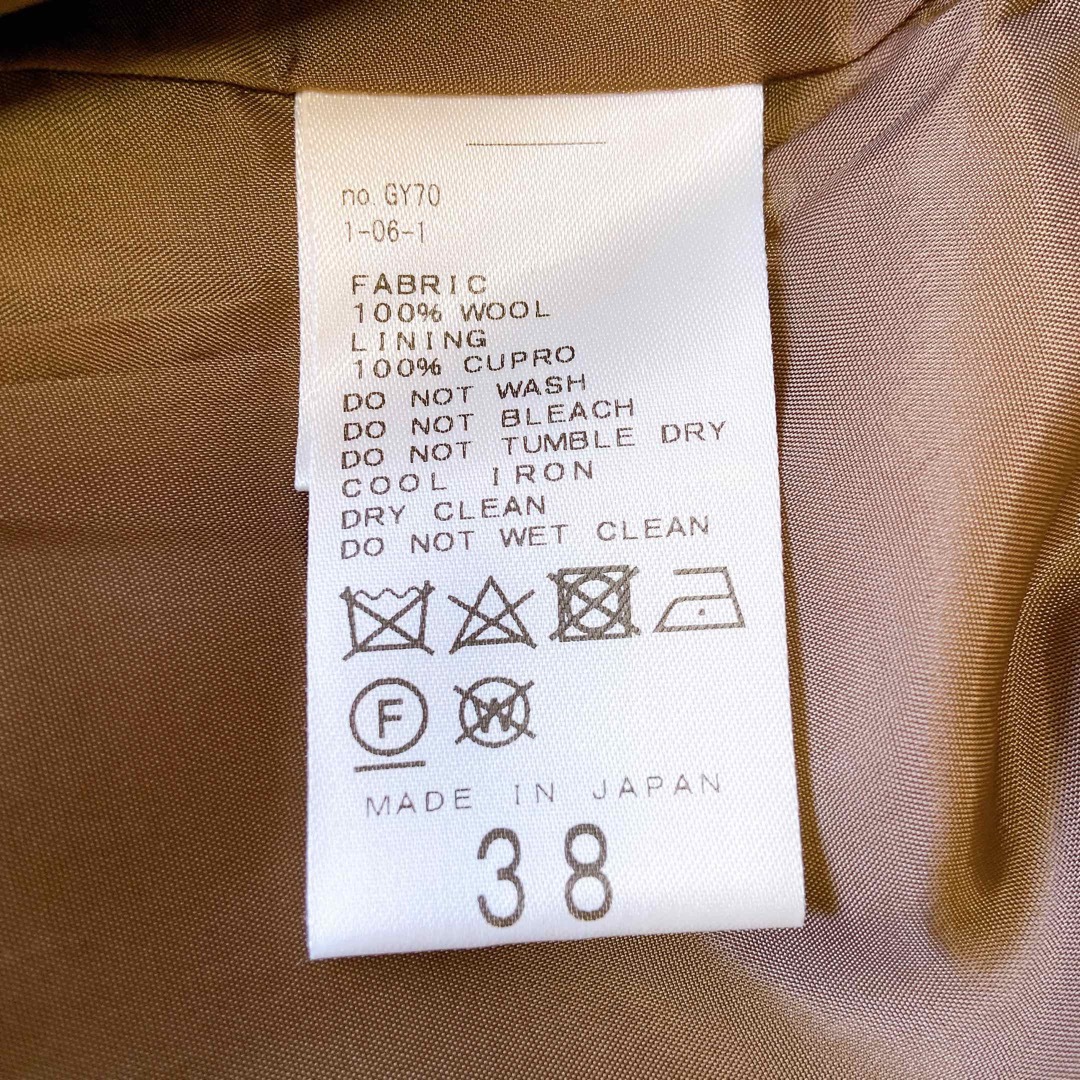 no GY70
1-06-1
FABRIC
100% WOOL
LINING
100% CUPRO
DO NOT WASH
DO NOT BLEACH
DO NOT TUMBLE DRY
COOL IRON
DRY CLEAN
DO NOT WET CLEAN
F W
MADE IN JAPAN
38